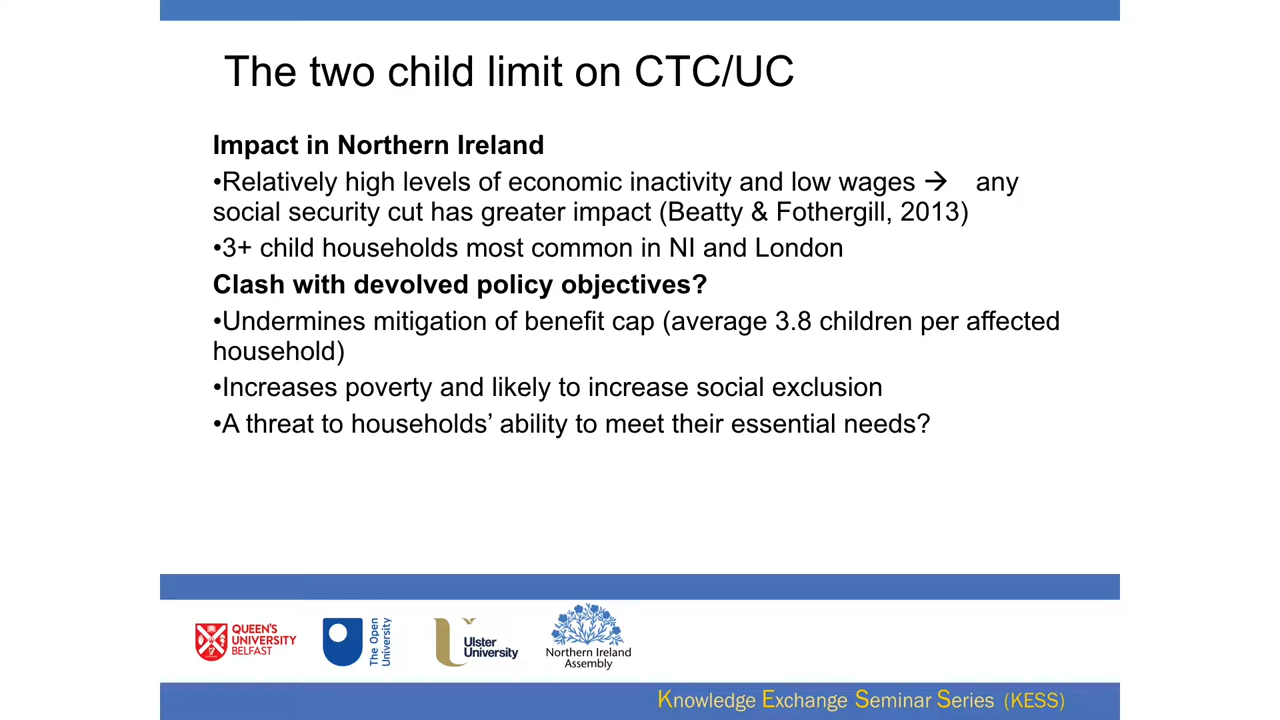 The two child limit on CTC/UC
Impact in Northern Ireland
•Relatively high levels of economic inactivity and low wages → any
social security cut has greater impact (Beatty & Fothergill, 2013)
•3+ child households most common in NI and London
Clash with devolved policy objectives?
•Undermines mitigation of benefit cap (average 3.8 children per affected
household)
•Increases poverty and likely to increase social exclusion
•A threat to households’ ability to meet their essential needs?
QUEEN'S
UNIVERSITY
BELFAST
The Open
University
Ulster
University
Northern Ireland
Assembly
Knowledge Exchange Seminar Series (KESS)